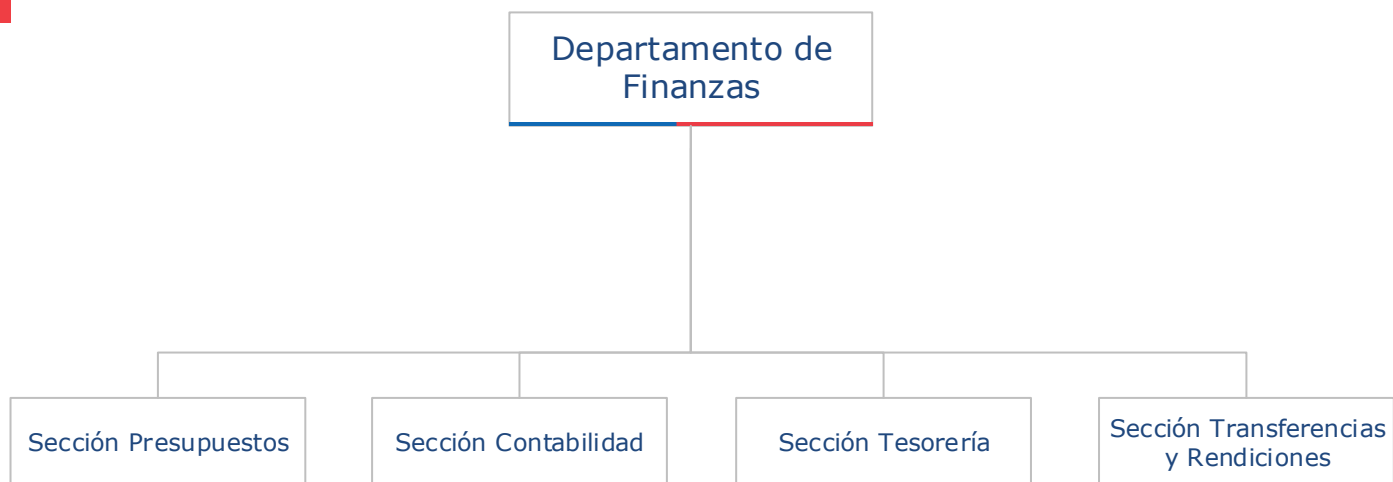 Departamento de
Finanzas
Sección Presupuestos
Sección Contabilidad
Sección Tesorería
Sección Transferencias
y Rendiciones